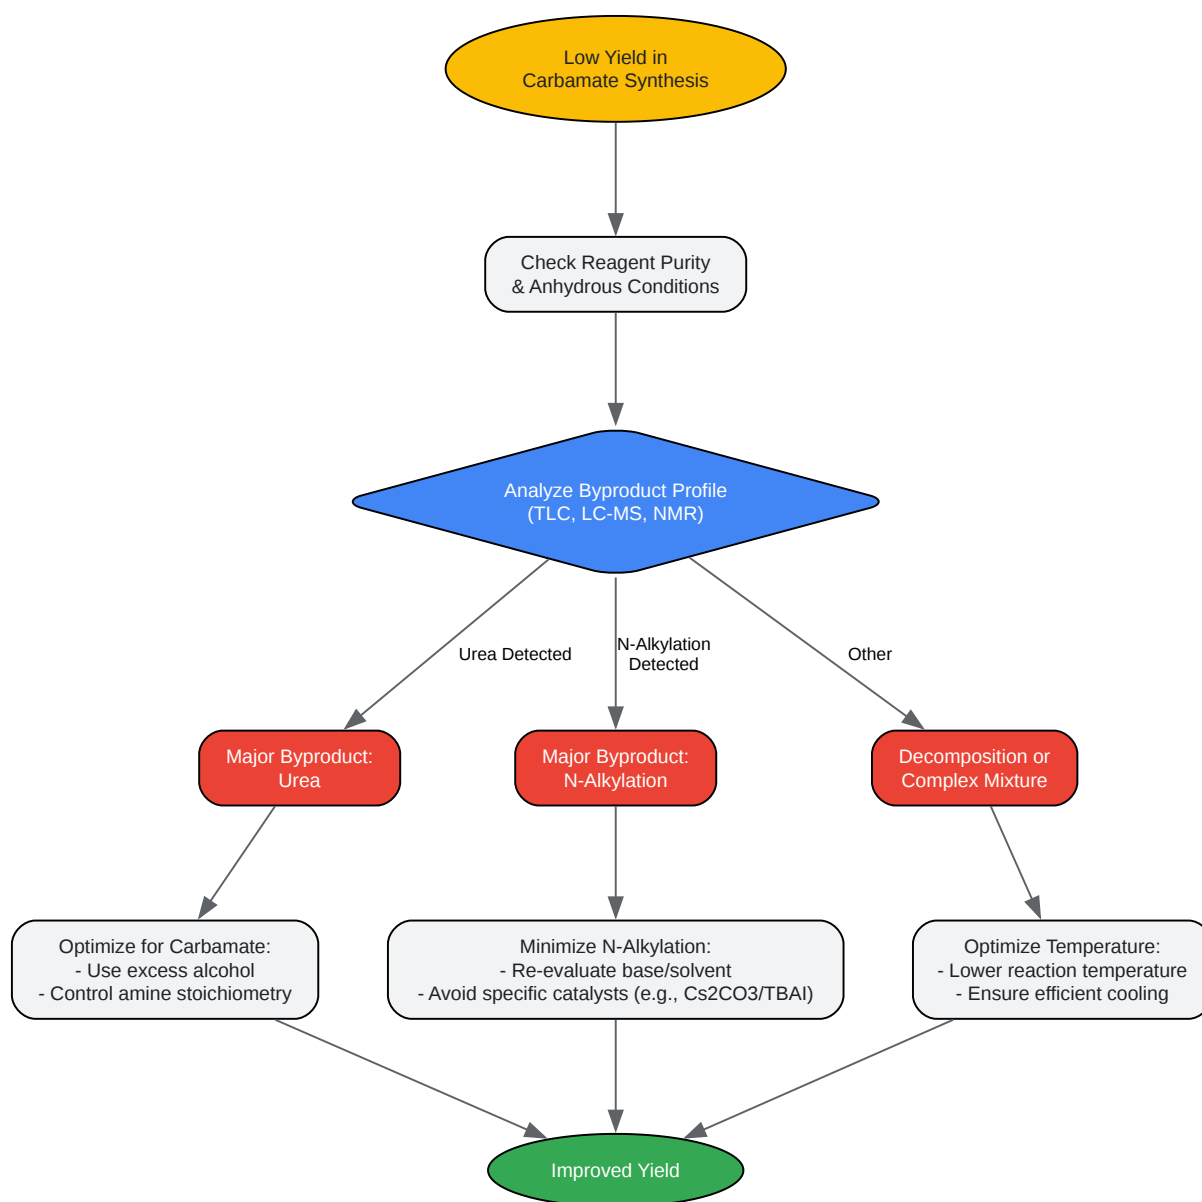 Low Yield in
Carbamate Synthesis
Check Reagent Purity
& Anhydrous Conditions
Analyze Byproduct Profile
(TLC, LC-MS, NMR)
Urea Detected
N-Alkylation
Detected
Other
Major Byproduct:
Urea
Major Byproduct:
N-Alkylation
Decomposition or
Complex Mixture
Optimize for Carbamate:
- Use excess alcohol
- Control amine stoichiometry
Minimize N-Alkylation:
- Re-evaluate base/solvent
- Avoid specific catalysts (e.g., Cs2CO3/TBAI)
Optimize Temperature:
- Lower reaction temperature
- Ensure efficient cooling
Improved Yield